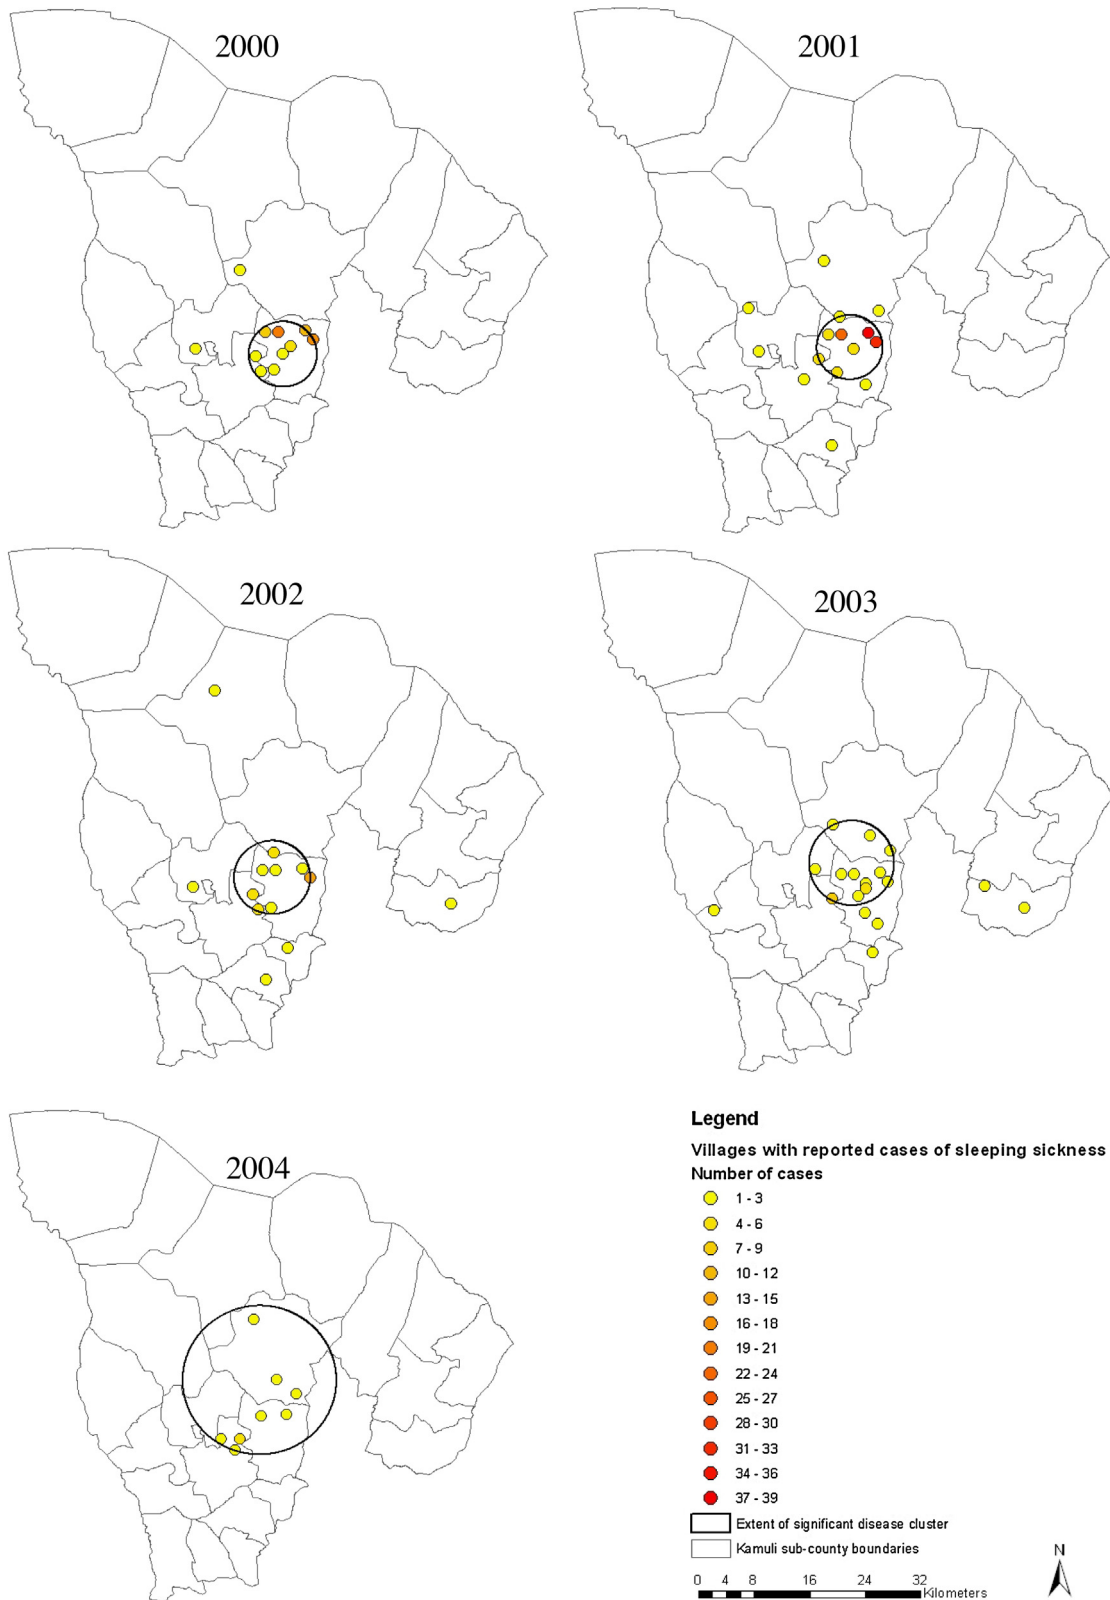 2000
2001
2002
2003
2004
Legend
Villages with reported cases of sleeping sickness
Number of cases
1 - 3
4 - 6
7 - 9
10 - 12
13 - 15
16 - 18
19 - 21
22 - 24
25 - 27
28 - 30
31 - 33
34 - 36
37 - 39
Extent of significant disease cluster
Kamuli sub-county boundaries
N
0 4 8 16 24 32
Kilometers